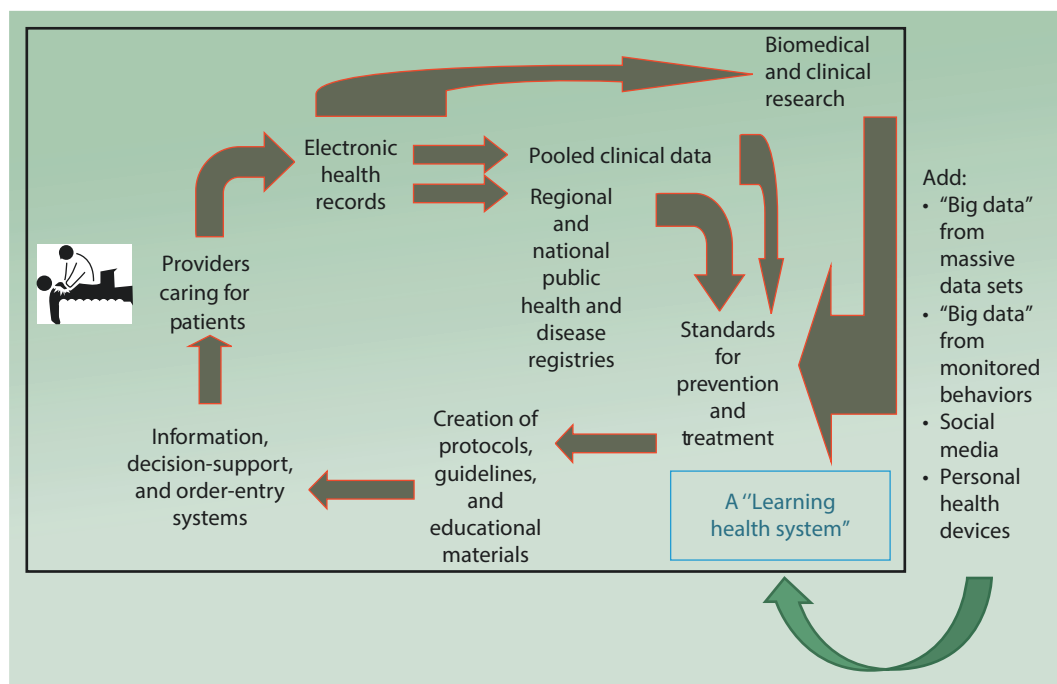 Biomedical
and clinical
research
Electronic
health
records
Pooled clinical data
Regional
and
national
public
health and
disease
registries
Providers
caring for
patients
Standards
for
prevention
and
treatment
Creation of
protocols,
guidelines,
and
educational
materials
Information,
decision-support,
and order-entry
systems
A ‘‘Learning
health system”
Add:
• “Big data”
from
massive
data sets
• “Big data”
from
monitored
behaviors
• Social
media
• Personal
health
devices